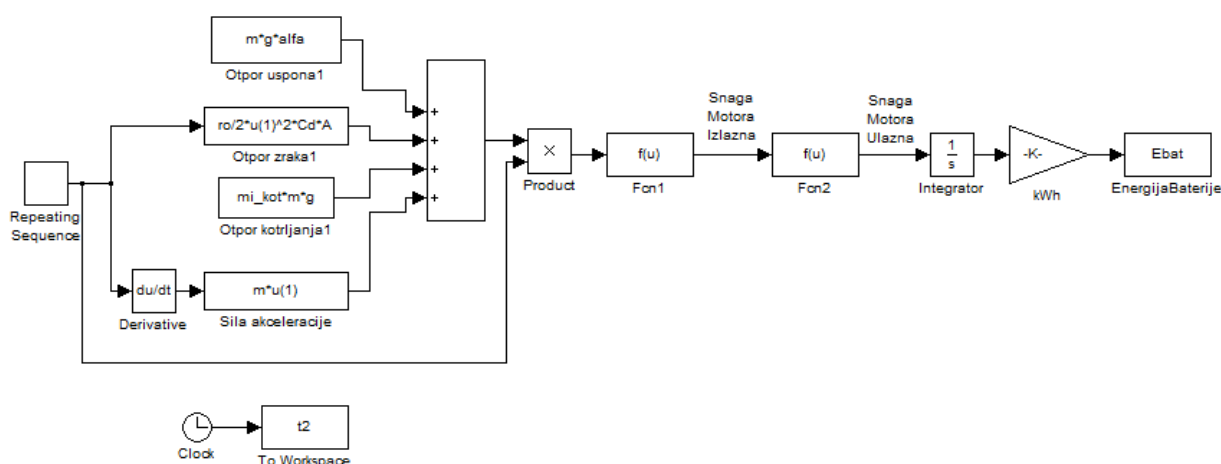 m*g*alfa
Otpor uspona1
ro/2*u(1)^2*Cd*A
Otpor zraka1
mi_kot*m*g
Otpor kotrljanja1
Repeating
Sequence
du/dt
Derivative
m*u(1)
Sila akceleracije
+
+
+
+
×
Product
f(u)
Fcn1
Snaga
Motora
Izlazna
f(u)
Fcn2
Snaga
Motora
Ulazna
1
s
Integrator
-K-
kWh
Ebat
EnergijaBaterije
Clock
t2
To Workspace